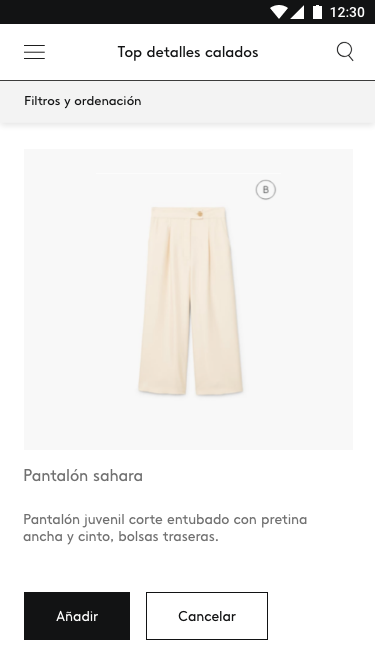 12:30
Top detalles calados
Filtros y ordenación
B
Pantalón sahara
Pantalón juvenil corte entubado con pretina
ancha y cinto, bolsas traseras.
Añadir
Cancelar